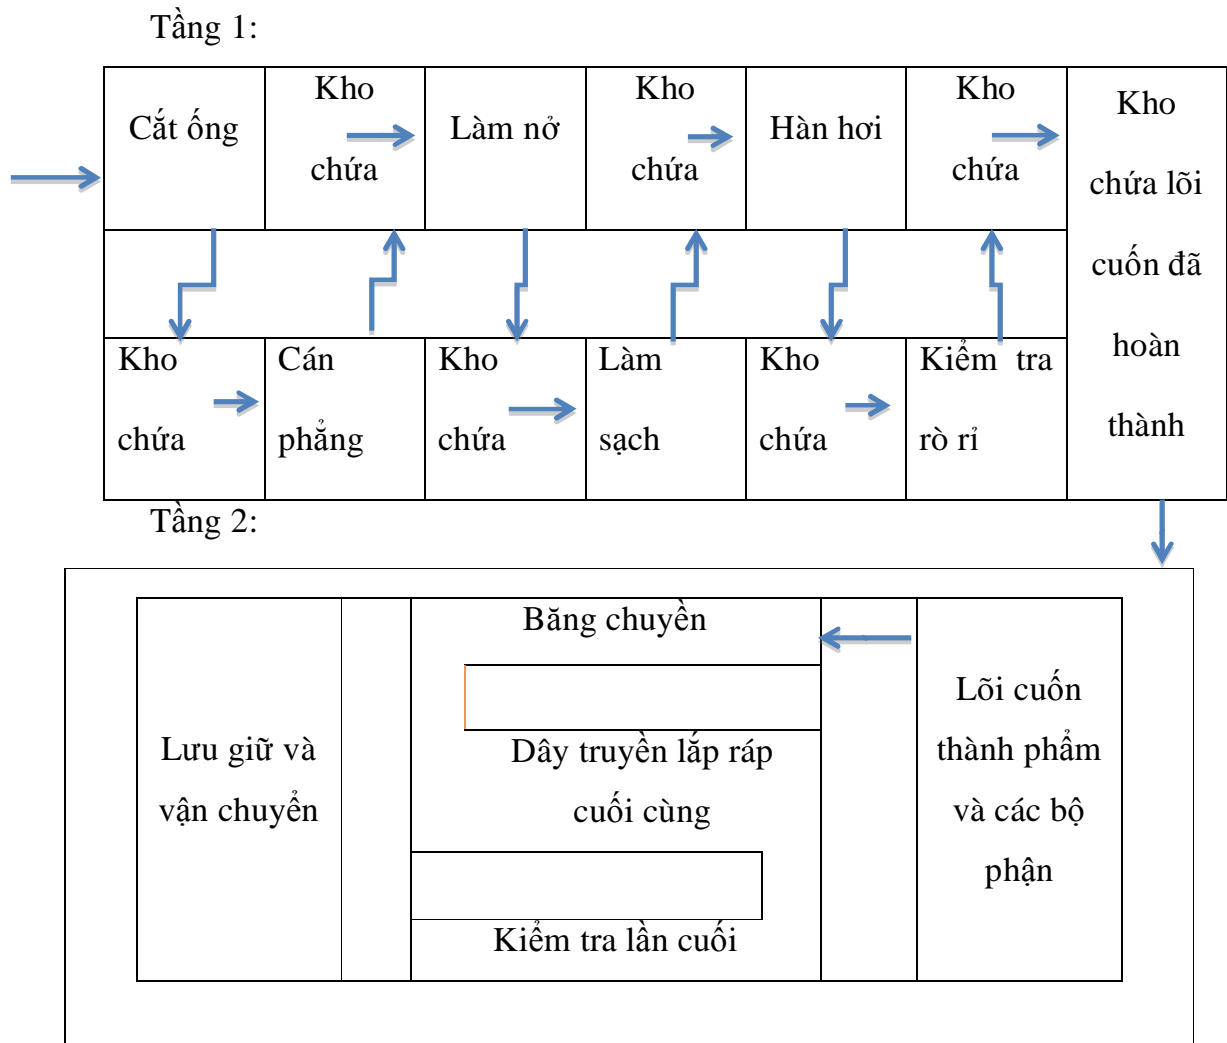 Tầng 1:
Cắt ống
Kho
chứa
Làm nở
Kho
chứa
Hàn hơi
Kho
chứa
Kho
chứa lõi
cuốn đã
hoàn
thành
Kho
chứa
Cán
phẳng
Kho
chứa
Làm
sạch
Kho
chứa
Kiểm tra
rò rỉ
Tầng 2:
Lưu giữ và
vận chuyển
Băng chuyền
Dây truyền lắp ráp
cuối cùng
Kiểm tra lần cuối
Lõi cuốn
thành phẩm
và các bộ
phận